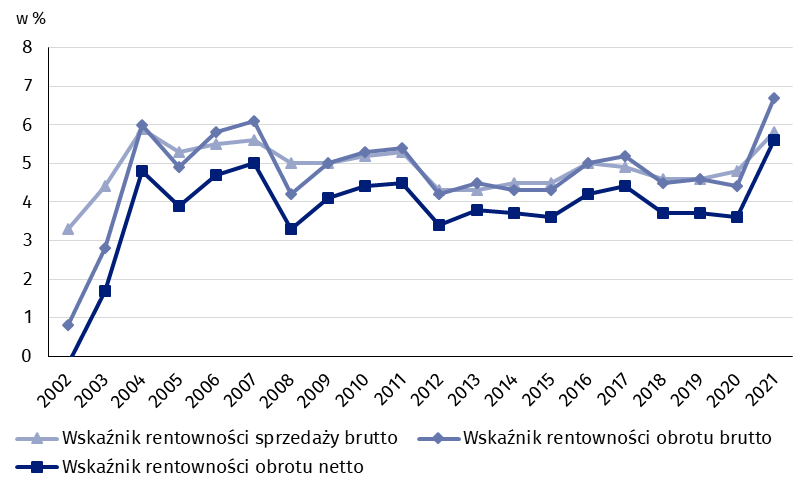 w %
8
7
6
5
4
3
2
1
0
2002 2003 2004 2005 2006 2007 2008 2009 2010 2011 2012 2013 2014 2015 2016 2017 2018 2019 2020 2021
Wskaźnik rentowności sprzedaży brutto Wskaźnik rentowności obrotu brutto
Wskaźnik rentowności obrotu netto